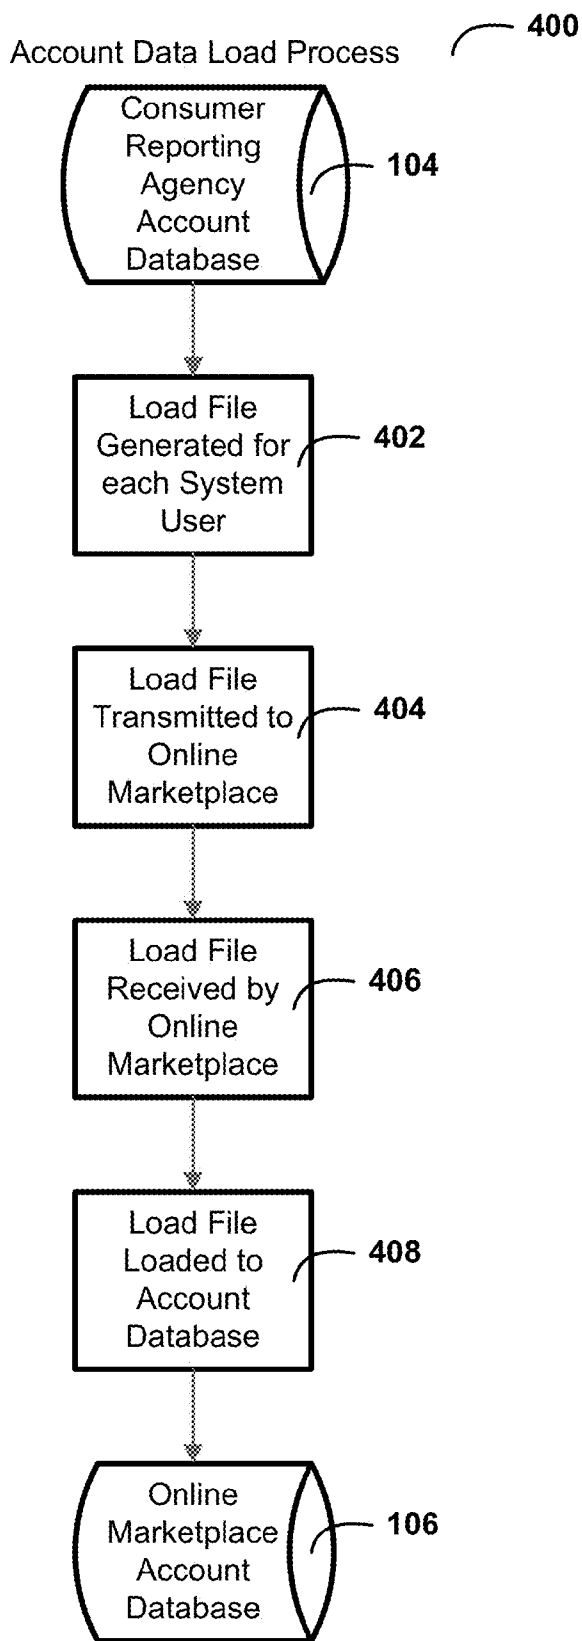 400
Account Data Load Process
Consumer
Reporting
Agency
Account
Database
104
Load File
Generated for
each System
User
402
Load File
Transmitted to
Online
Marketplace
404
Load File
Received by
Online
Marketplace
406
Load File
Loaded to
Account
Database
408
Online
Marketplace
Account
Database
106